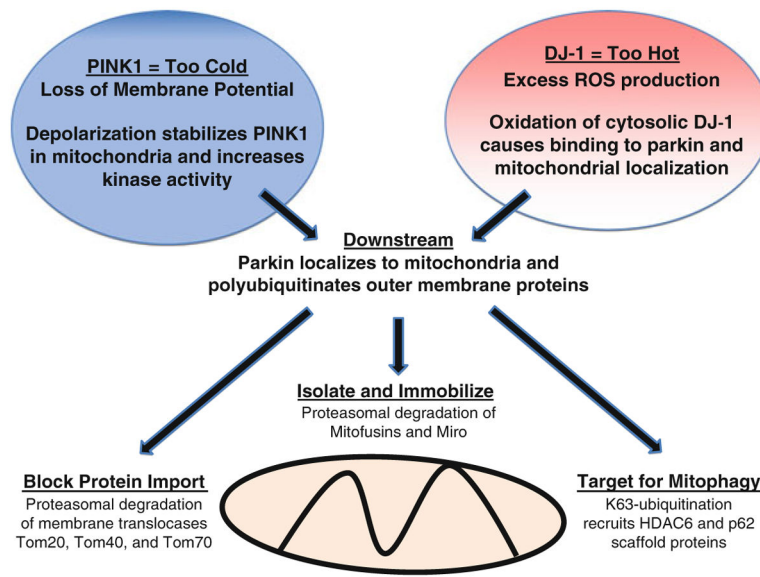 PINK1 = Too Cold
Loss of Membrane Potential
Depolarization stabilizes PINK1
in mitochondria and increases
kinase activity
DJ-1 = Too Hot
Excess ROS production
Oxidation of cytosolic DJ-1
causes binding to parkin and
mitochondrial localization
Downstream
Parkin localizes to mitochondria and
polyubiquitinates outer membrane proteins
Isolate and Immobilize
Proteasomal degradation of
Mitofusins and Miro
Block Protein Import
Proteasomal degradation
of membrane translocases
Tom20, Tom40, and Tom70
Target for Mitophagy
K63-ubiquitination
recruits HDAC6 and p62
scaffold proteins